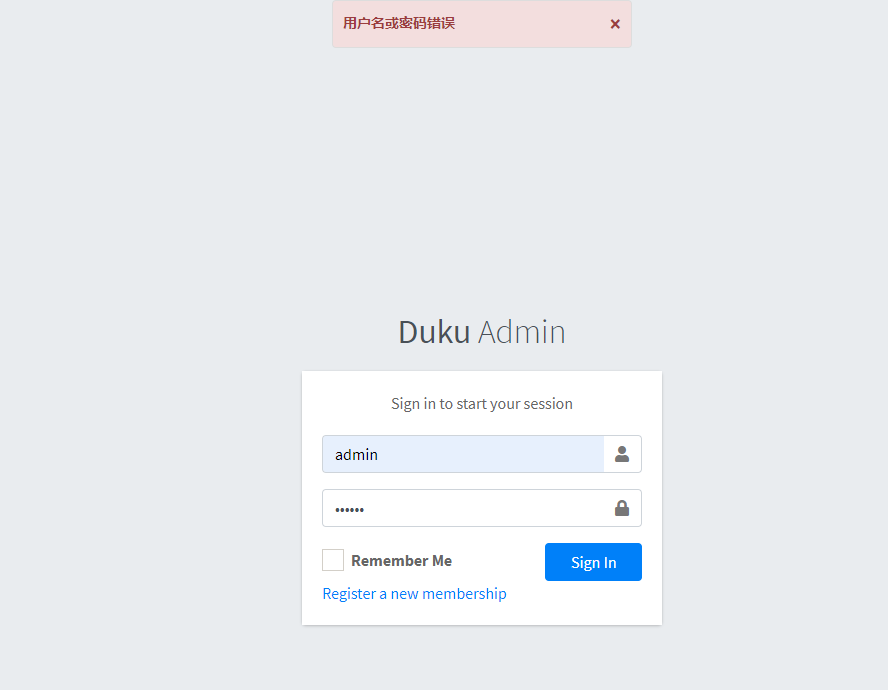 用户名或密码错误 ×
Duku Admin
Sign in to start your session
admin
••••••
Remember Me
Sign In
Register a new membership